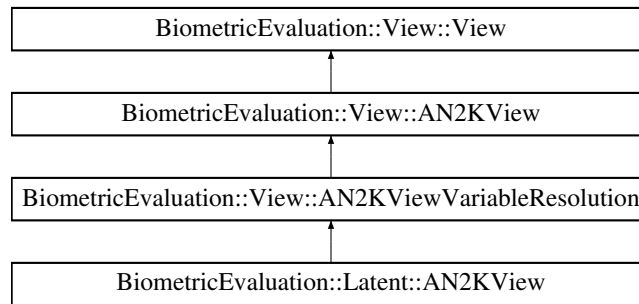 BiometricEvaluation::View::View
BiometricEvaluation::View::AN2KView
BiometricEvaluation::View::AN2KViewVariableResolution
BiometricEvaluation::Latent::AN2KView